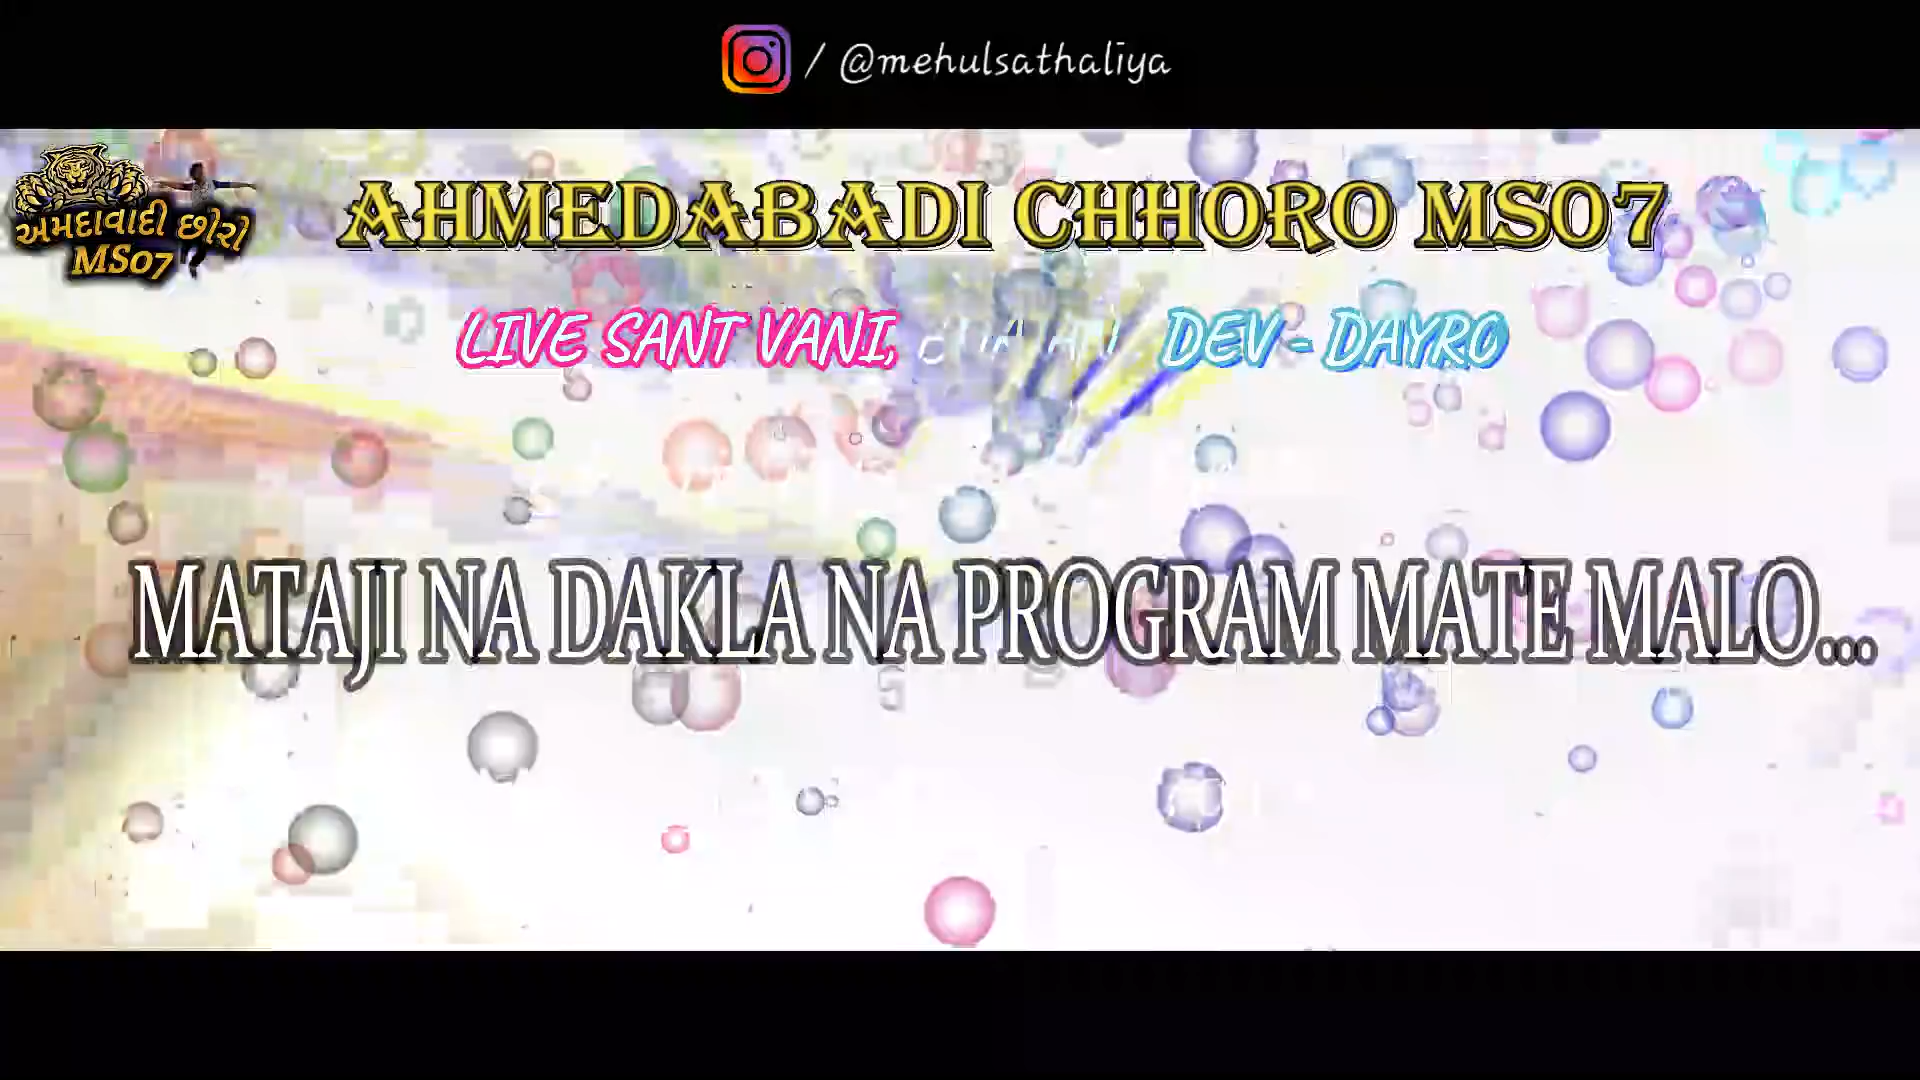 / @mehulsathaliya
અમદાવાદી છોરો
MS07
AHMEDABADI CHHORO MS07
LIVE SANT VANI, DEV - DAYRO
MATAJI NA DAKLA NA PROGRAM MATE MALO...